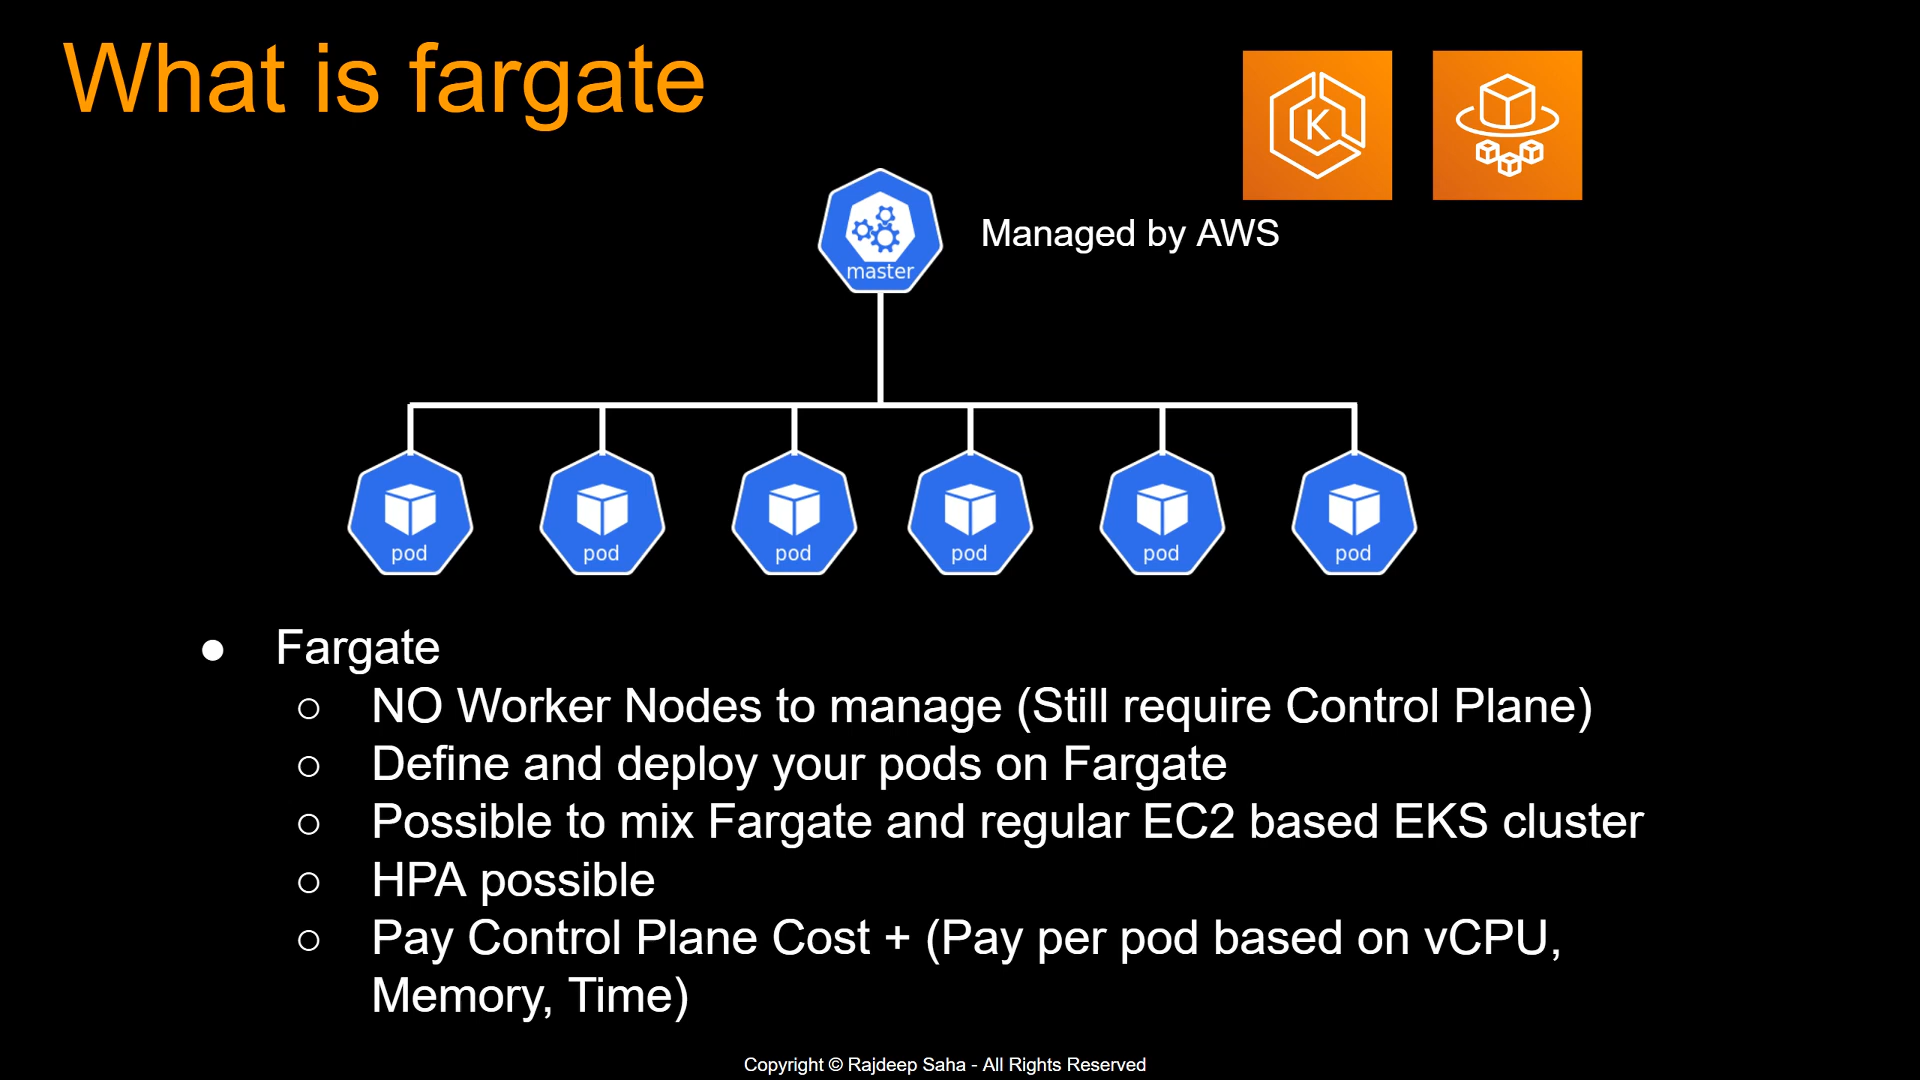 What is fargate
K
master
Managed by AWS
pod
pod
pod
pod
pod
pod
● Fargate
○ NO Worker Nodes to manage (Still require Control Plane)
○ Define and deploy your pods on Fargate
○ Possible to mix Fargate and regular EC2 based EKS cluster
○ HPA possible
○ Pay Control Plane Cost + (Pay per pod based on vCPU,
Memory, Time)
Copyright © Rajdeep Saha - All Rights Reserved